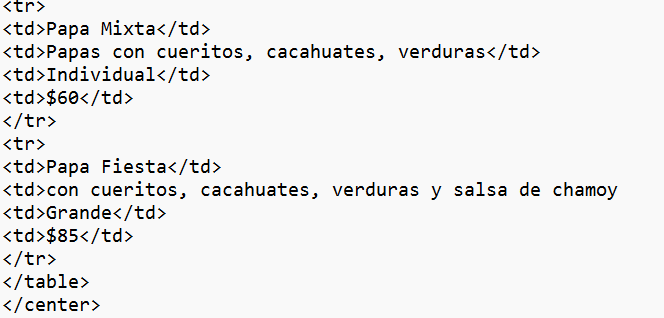 <tr>
<td>Papa Mixta</td>
<td>Papas con cueritos, cacahuates, verduras</td>
<td>Individual</td>
<td>$60</td>
</tr>
<tr>
<td>Papa Fiesta</td>
<td>con cueritos, cacahuates, verduras y salsa de chamoy
<td>Grande</td>
<td>$85</td>
</tr>
</table>
</center>